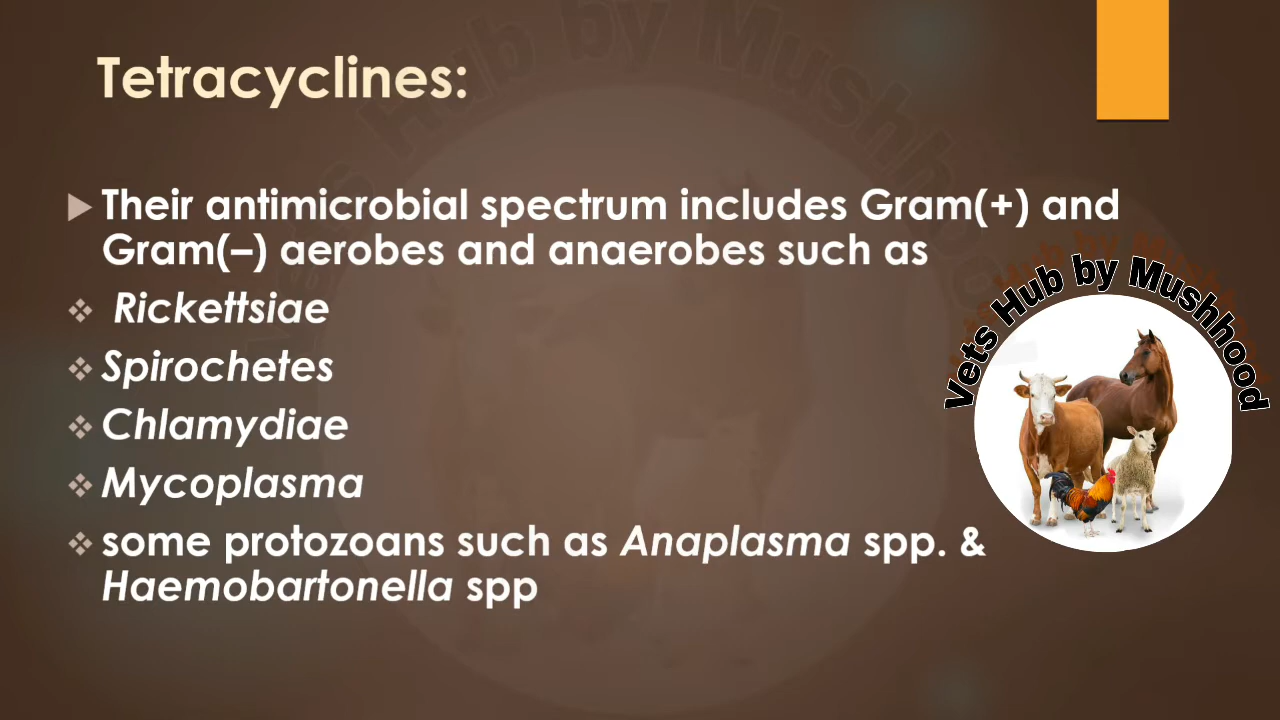 Tetracyclines:
Their antimicrobial spectrum includes Gram(+) and
Gram(–) aerobes and anaerobes such as
Rickettsiae
Spirochetes
Chlamydiae
Mycoplasma
some protozoans such as Anaplasma spp. &
Haemobartonella spp
Vets Hub by Mushhood